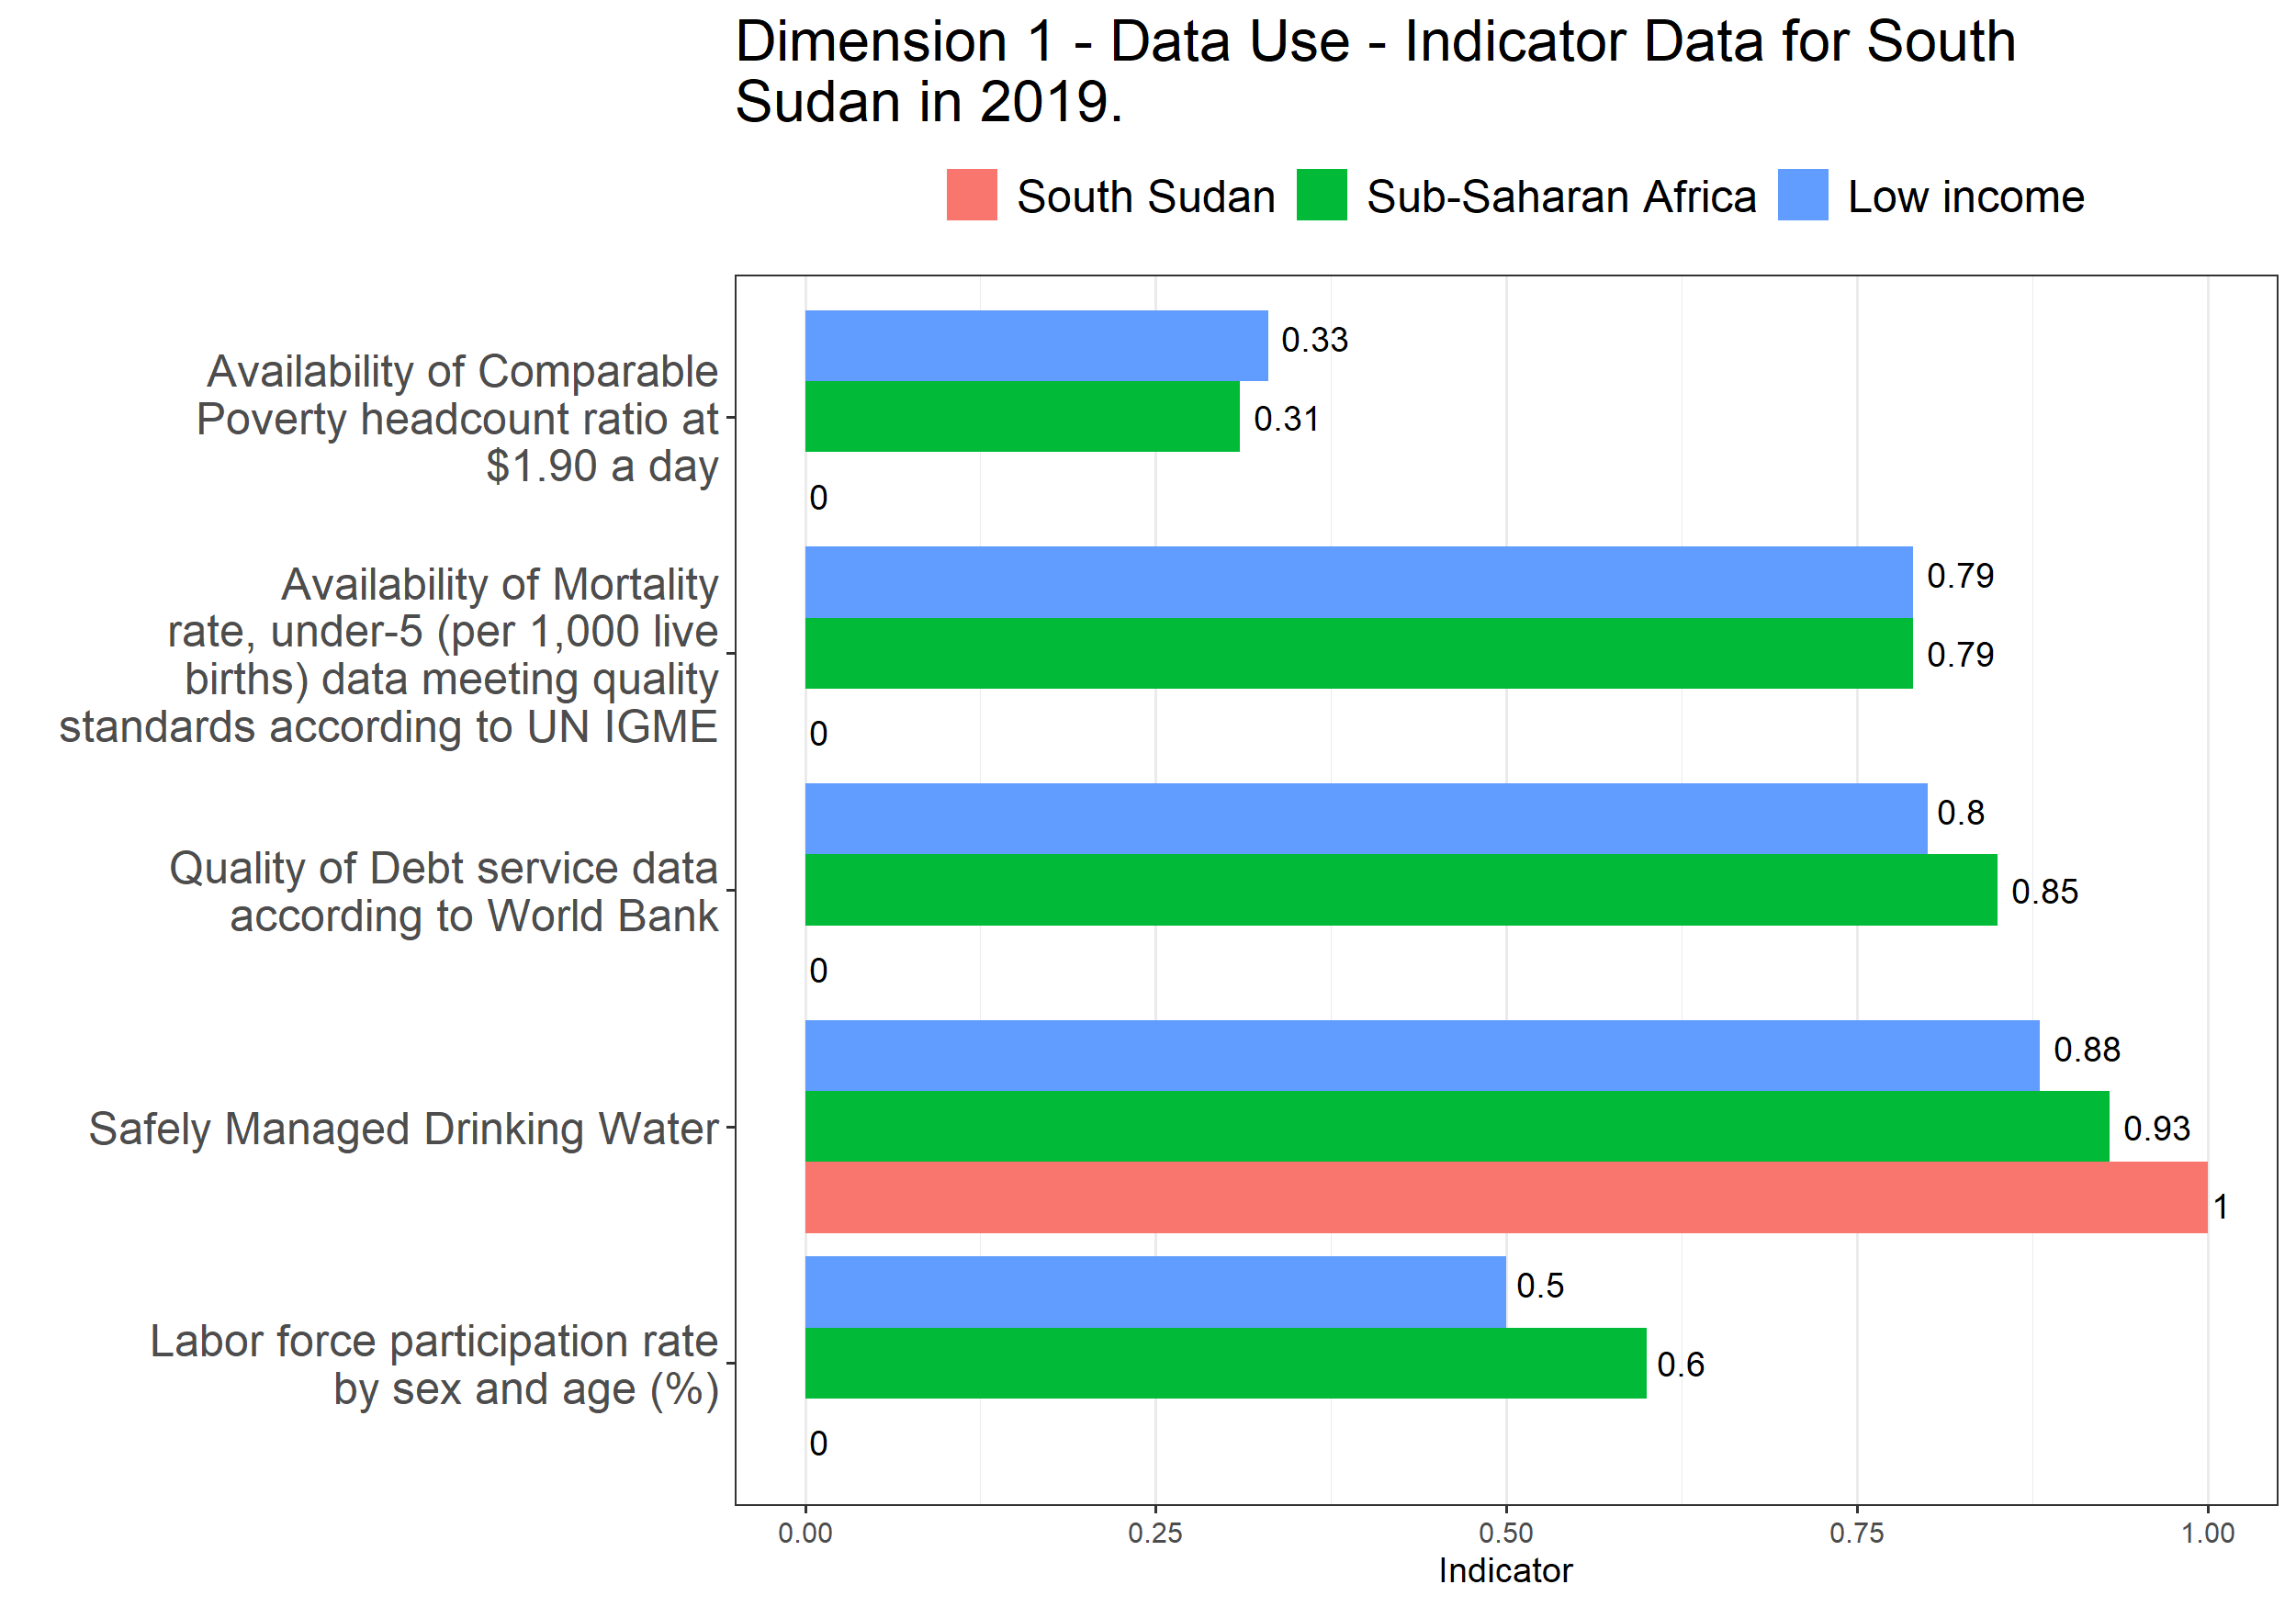 Dimension 1 - Data Use - Indicator Data for South
Sudan in 2019.
South Sudan
Sub-Saharan Africa
Low income
Availability of Comparable
Poverty headcount ratio at
$1.90 a day
0.33
0.31
0
Availability of Mortality
rate, under-5 (per 1,000 live
births) data meeting quality
standards according to UN IGME
0.79
0.79
0
Quality of Debt service data
according to World Bank
0.8
0.85
0
Safely Managed Drinking Water
0.88
0.93
1
Labor force participation rate
by sex and age (%)
0.5
0.6
0
0.00
0.25
0.50
0.75
1.00
Indicator